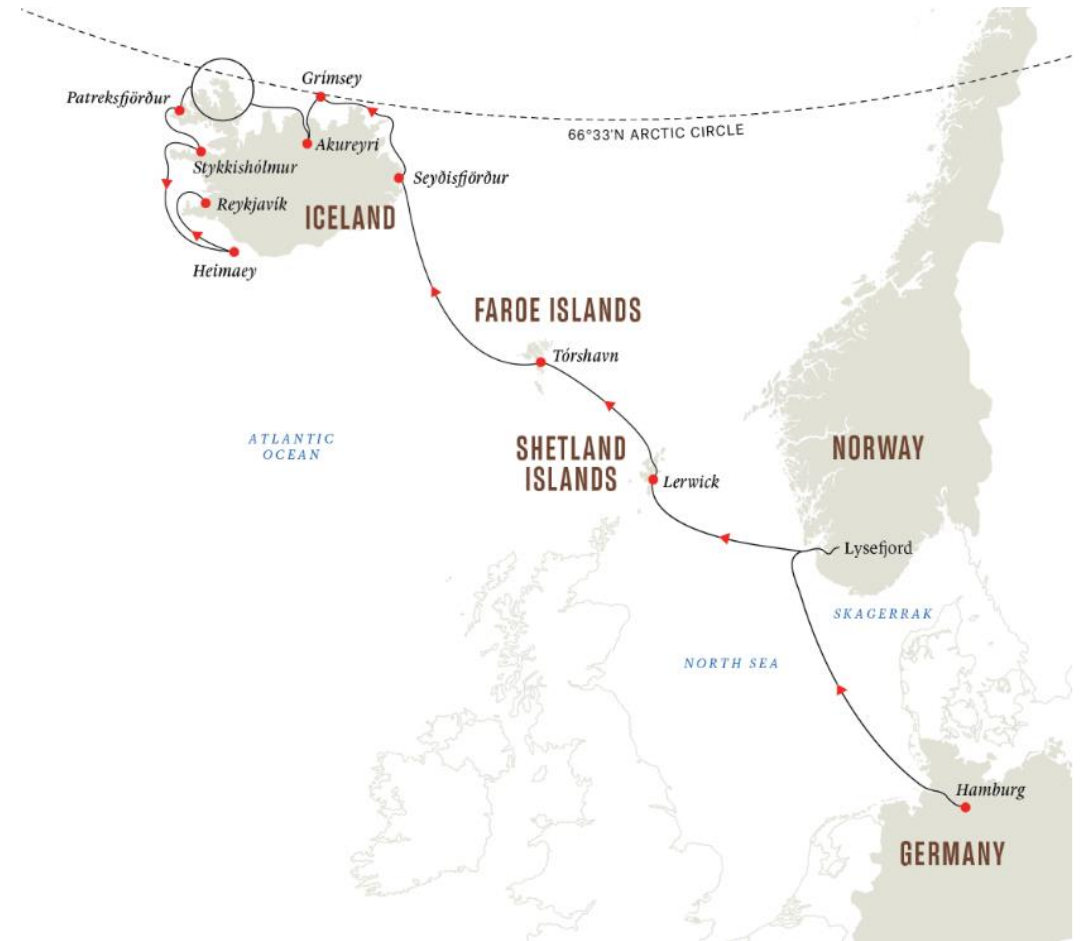 Grímsey
Patreksfjörður
66°33'N ARCTIC CIRCLE
Akureyri
Stykkishólmur
Seyðisfjörður
Reykjavík
ICELAND
Heimaey
FAROE ISLANDS
Tórshavn
ATLANTIC
OCEAN
SHETLAND
ISLANDS
NORWAY
Lerwick
Lysefjord
SKAGERRAK
NORTH SEA
Hamburg
GERMANY